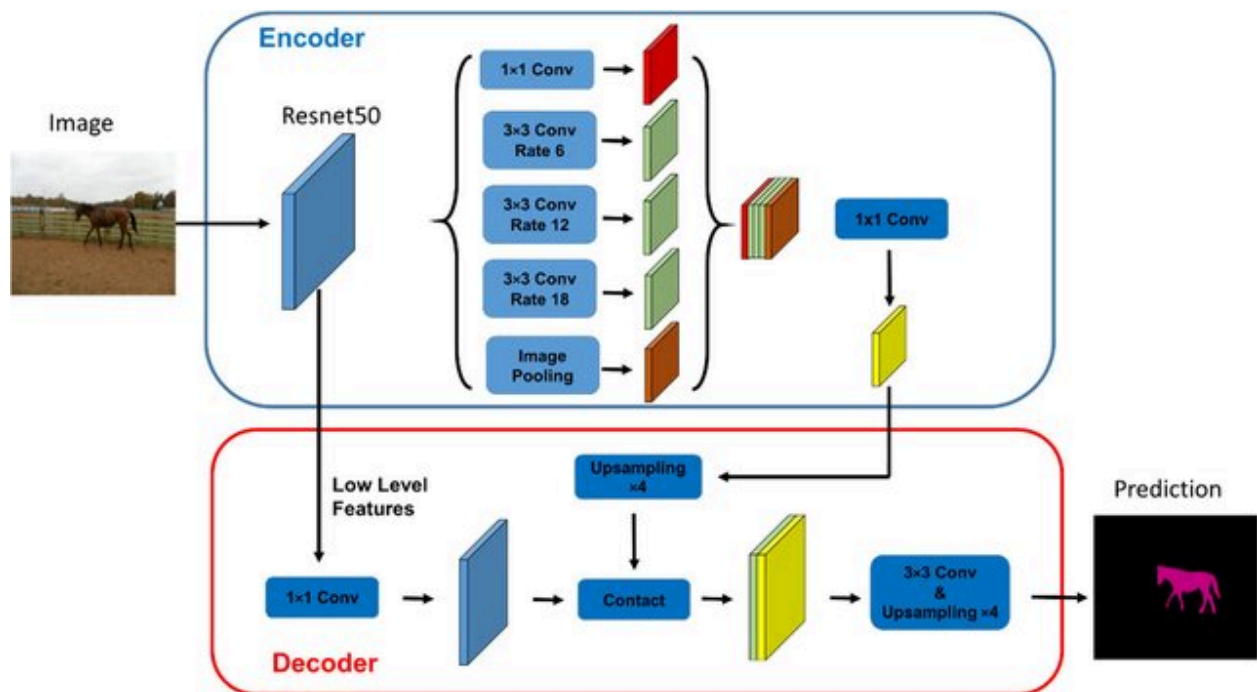 Encoder
Image
Resnet50
1×1 Conv
3×3 Conv
Rate 6
3×3 Conv
Rate 12
3×3 Conv
Rate 18
Image
Pooling
1x1 Conv
Low Level
Features
Upsampling
×4
1×1 Conv
Contact
3×3 Conv
&
Upsampling ×4
Prediction
Decoder